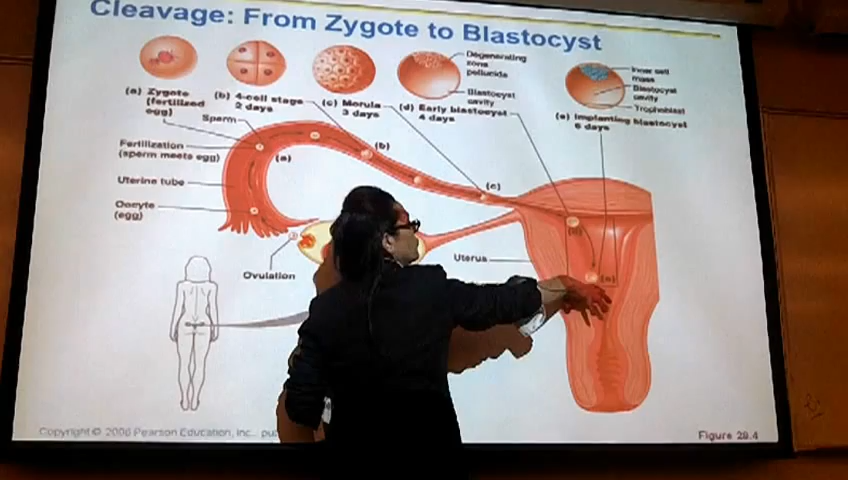 Cleavage: From Zygote to Blastocyst
Degenerating
zona
pellucida
Inner cell
mass
Blastocyst
cavity
Blastocyst
cavity
Trophoblast
(a) Zygote
(fertilized
egg)
(b) 4-cell stage
2 days
(c) Morula
3 days
(d) Early blastocyst
4 days
(e) Implanting blastocyst
6 days
Sperm
Fertilization
(sperm meets egg)
(a)
(b)
(c)
Uterine tube
Oocyte
(egg)
(d)
Ovulation
Uterus
(e)
Copyright © 2006 Pearson Education, Inc.
Figure 28.4